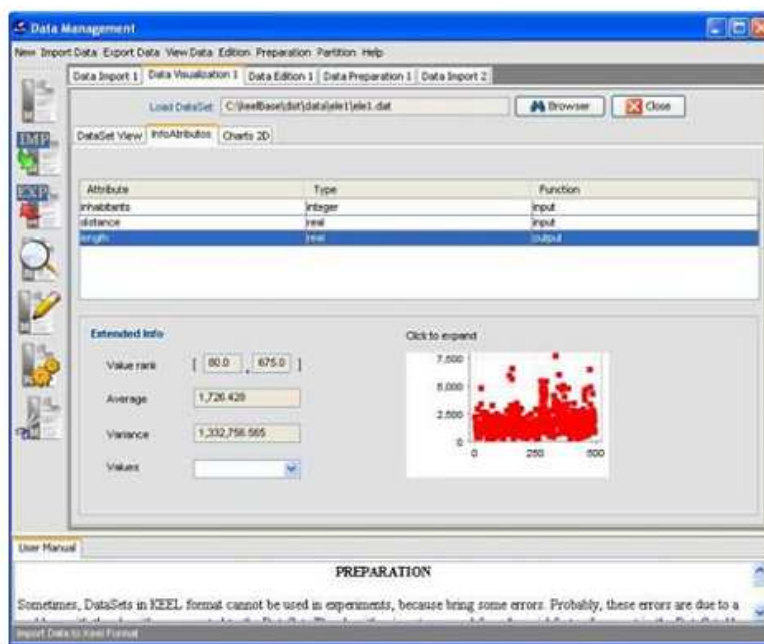 Data Management
New Import Data Export Data View Data Edition Preparation Partition Help
Data Import 1 Data Visualization 1 Data Edition 1 Data Preparation 1 Data Import 2
Load DataSet C:\keelBase\dist\data\ele1\ele1.dat Browser Close
DataSet View InfoAtributos Charts 2D
IMP
EXP
Attribute Type Function
inhabitants integer input
distance real input
length real output
Extended Info Click to expand
Value rank [ 80.0 , 675.0 ]
Average 1,726.428
Variance 1,332,756.565
Values
7,500
5,000
2,500
0
0 250 500
User Manual
PREPARATION
Sometimes, DataSets in KEEL format cannot be used in experiments, because bring some errors. Probably, these errors are due to a
Import Data to Keel Format